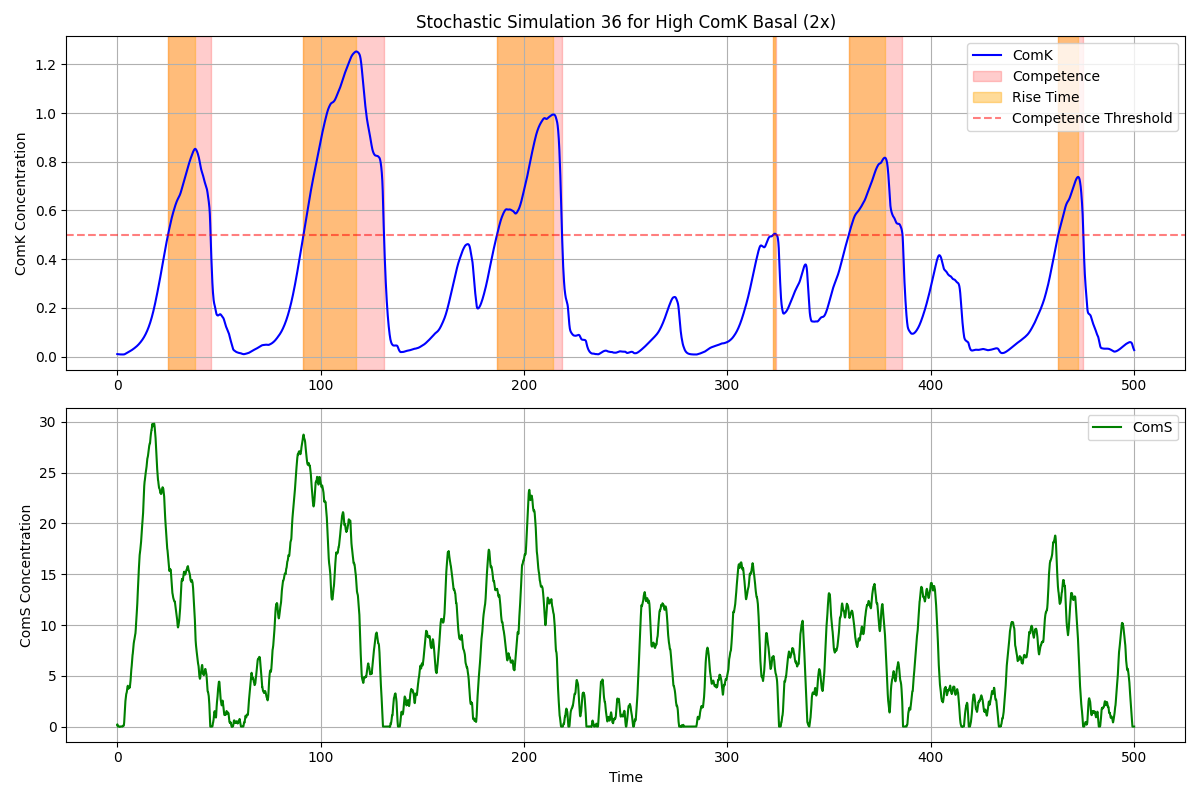 Stochastic Simulation 36 for High ComK Basal (2x)
ComK Concentration
1.2
1.0
0.8
0.6
0.4
0.2
0.0
ComK
Competence
Rise Time
Competence Threshold
0 100 200 300 400 500
ComS Concentration
30
25
20
15
10
5
0
ComS
0 100 200 300 400 500
Time